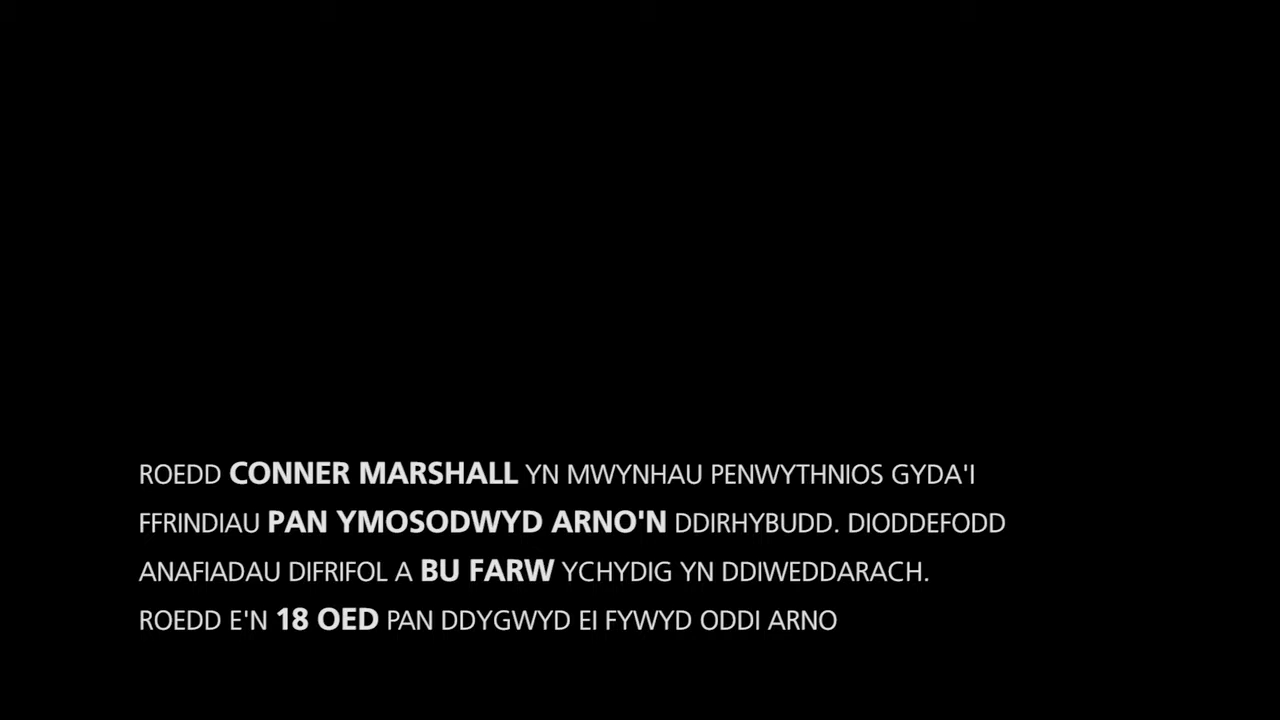 ROEDD CONNER MARSHALL YN MWYNHAU PENWYTHNIOS GYDA'I
FFRINDIAU PAN YMOSODWYD ARNO'N DDIRHYBUDD. DIODDEFODD
ANAFIADAU DIFRIFOL A BU FARW YCHYDIG YN DDIWEDDARACH.
ROEDD E'N 18 OED PAN DDYGWYD EI FYWYD ODDI ARNO